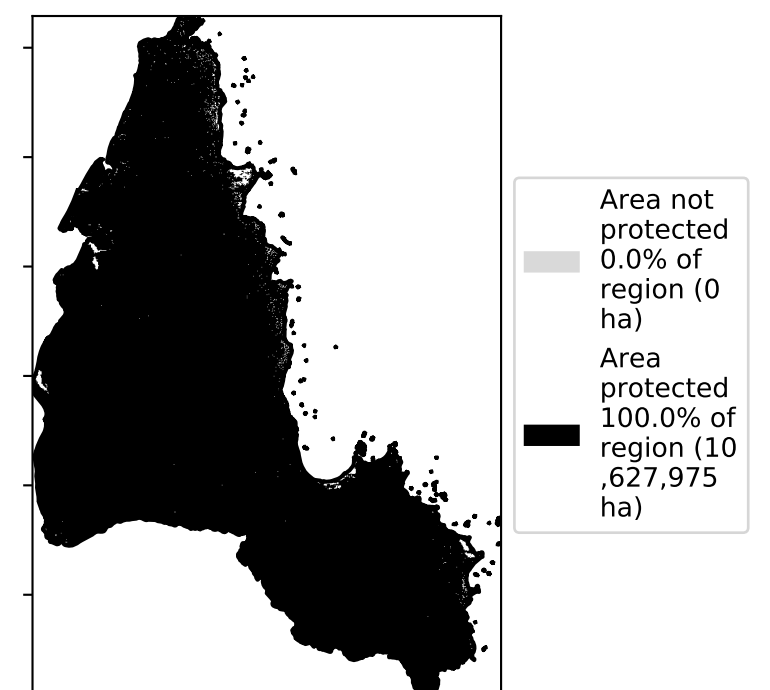 Area not
protected
0.0% of
region (0
ha)
Area
protected
100.0% of
region (10
,627,975
ha)